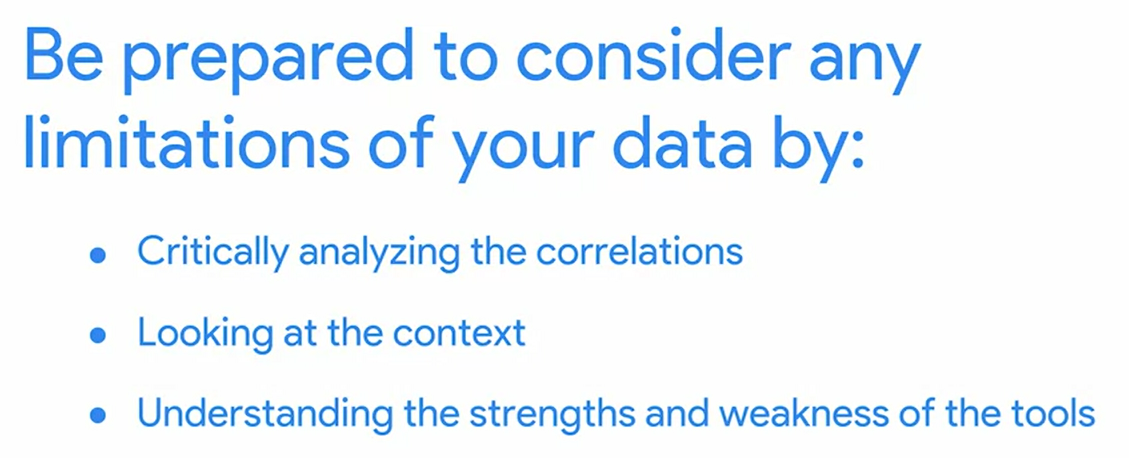 Be prepared to consider any
limitations of your data by:
• Critically analyzing the correlations
• Looking at the context
• Understanding the strengths and weakness of the tools